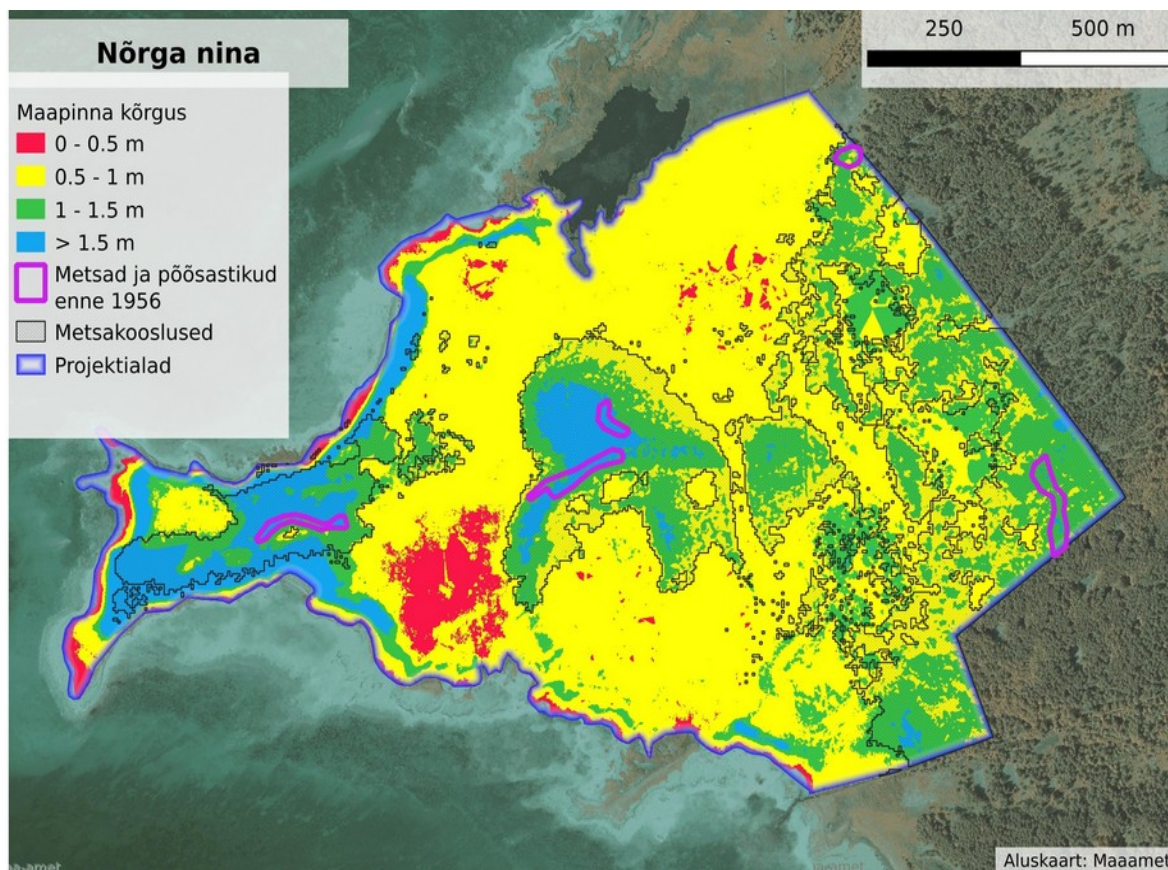 Nõrga nina
250 500 m
Maapinna kõrgus
0 - 0.5 m
0.5 - 1 m
1 - 1.5 m
> 1.5 m
Metsad ja põõsastikud
enne 1956
Metsakooslused
Projektialad
Aluskaart: Maaamet